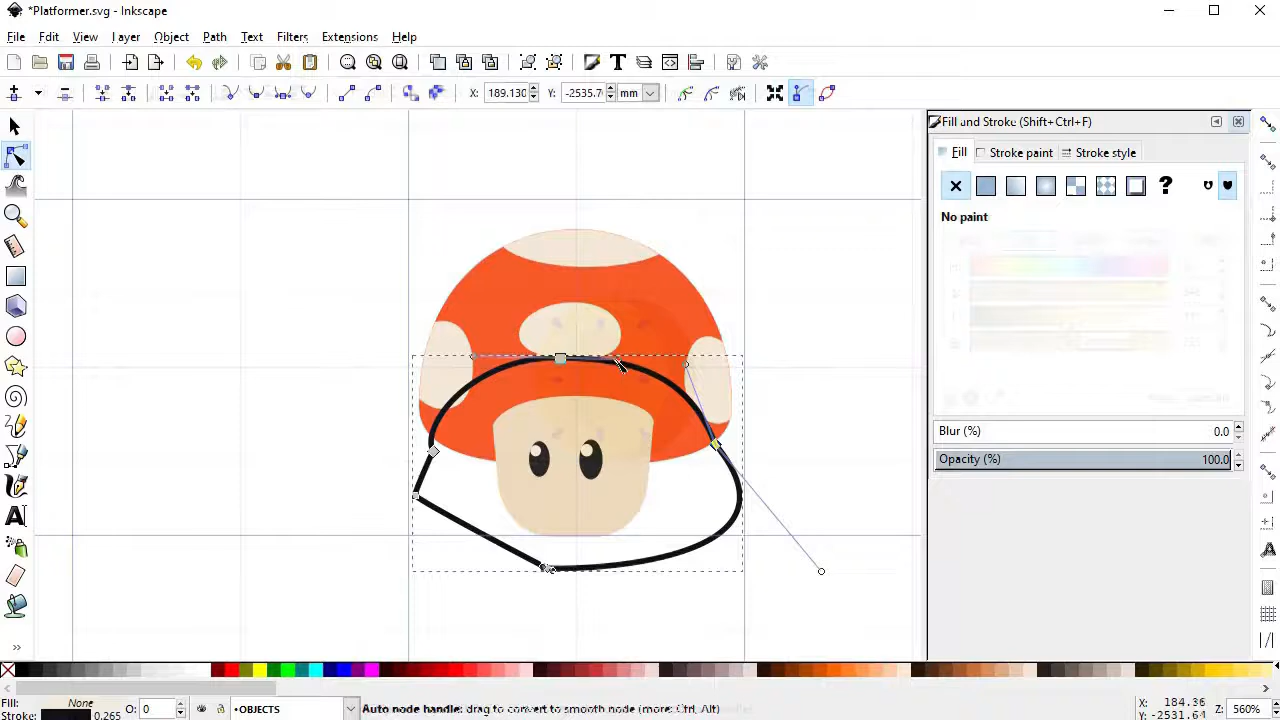 *Platformer.svg - Inkscape
File Edit View Layer Object Path Text Filters Extensions Help
X: 189.130 Y: -2535.7 mm
Fill and Stroke (Shift+Ctrl+F)
Fill Stroke paint Stroke style
No paint
Blur (%) 0.0
Opacity (%) 100.0
Fill: None
Stroke: 0.265
O: 0
•OBJECTS
Auto node handle: drag to convert to smooth node (more: Ctrl, Alt)
X: 184.36
Y: -2531.64
Z: 560%